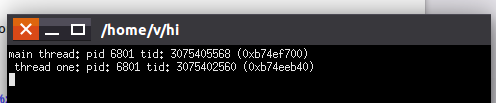 /home/v/hi
main thread: pid 6801 tid: 3075405568 (0xb74ef700)
thread one: pid: 6801 tid: 3075402560 (0xb74eeb40)